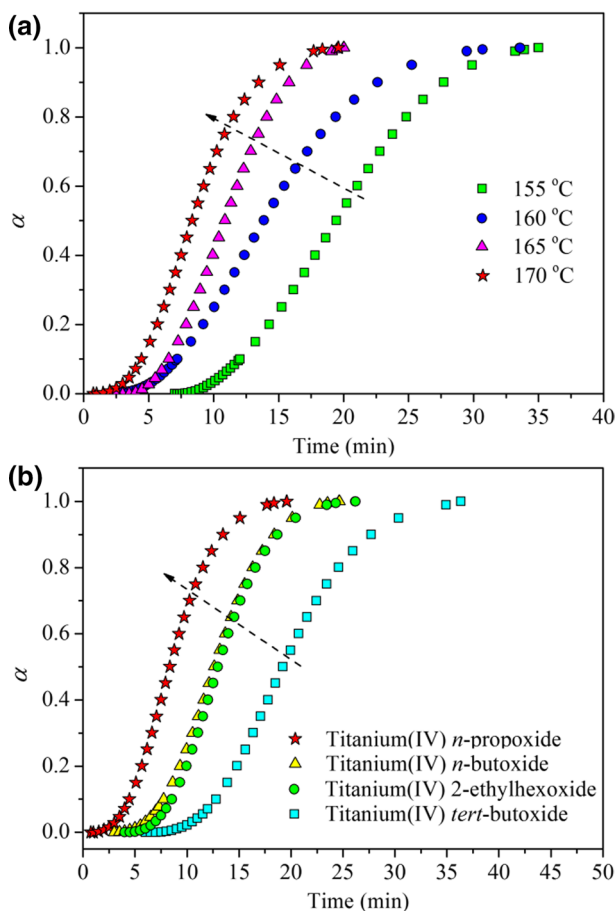 (a)
1.0
0.8
0.6
0.4
0.2
0.0
α
155 °C
160 °C
165 °C
170 °C
0 5 10 15 20 25 30 35 40
Time (min)
(b)
1.0
0.8
0.6
0.4
0.2
0.0
α
Titanium(IV) n-propoxide
Titanium(IV) n-butoxide
Titanium(IV) 2-ethylhexoxide
Titanium(IV) tert-butoxide
0 5 10 15 20 25 30 35 40 45 50
Time (min)